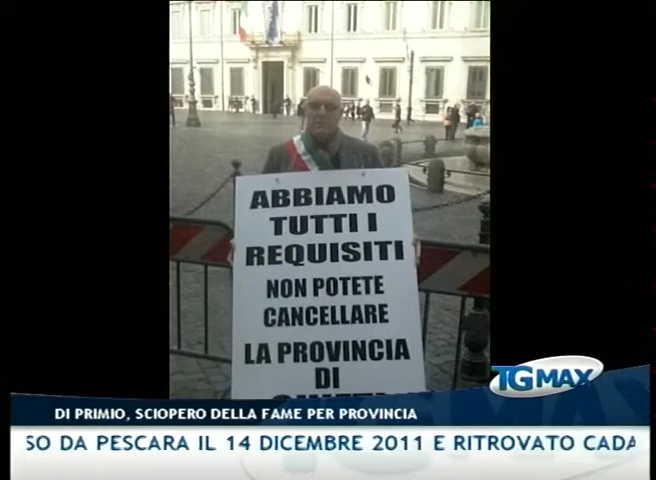 ABBIAMO
TUTTI I
REQUISITI
NON POTETE
CANCELLARE
LA PROVINCIA
DI
TGMAX
DI PRIMIO, SCIOPERO DELLA FAME PER PROVINCIA
SO DA PESCARA IL 14 DICEMBRE 2011 E RITROVATO CADA